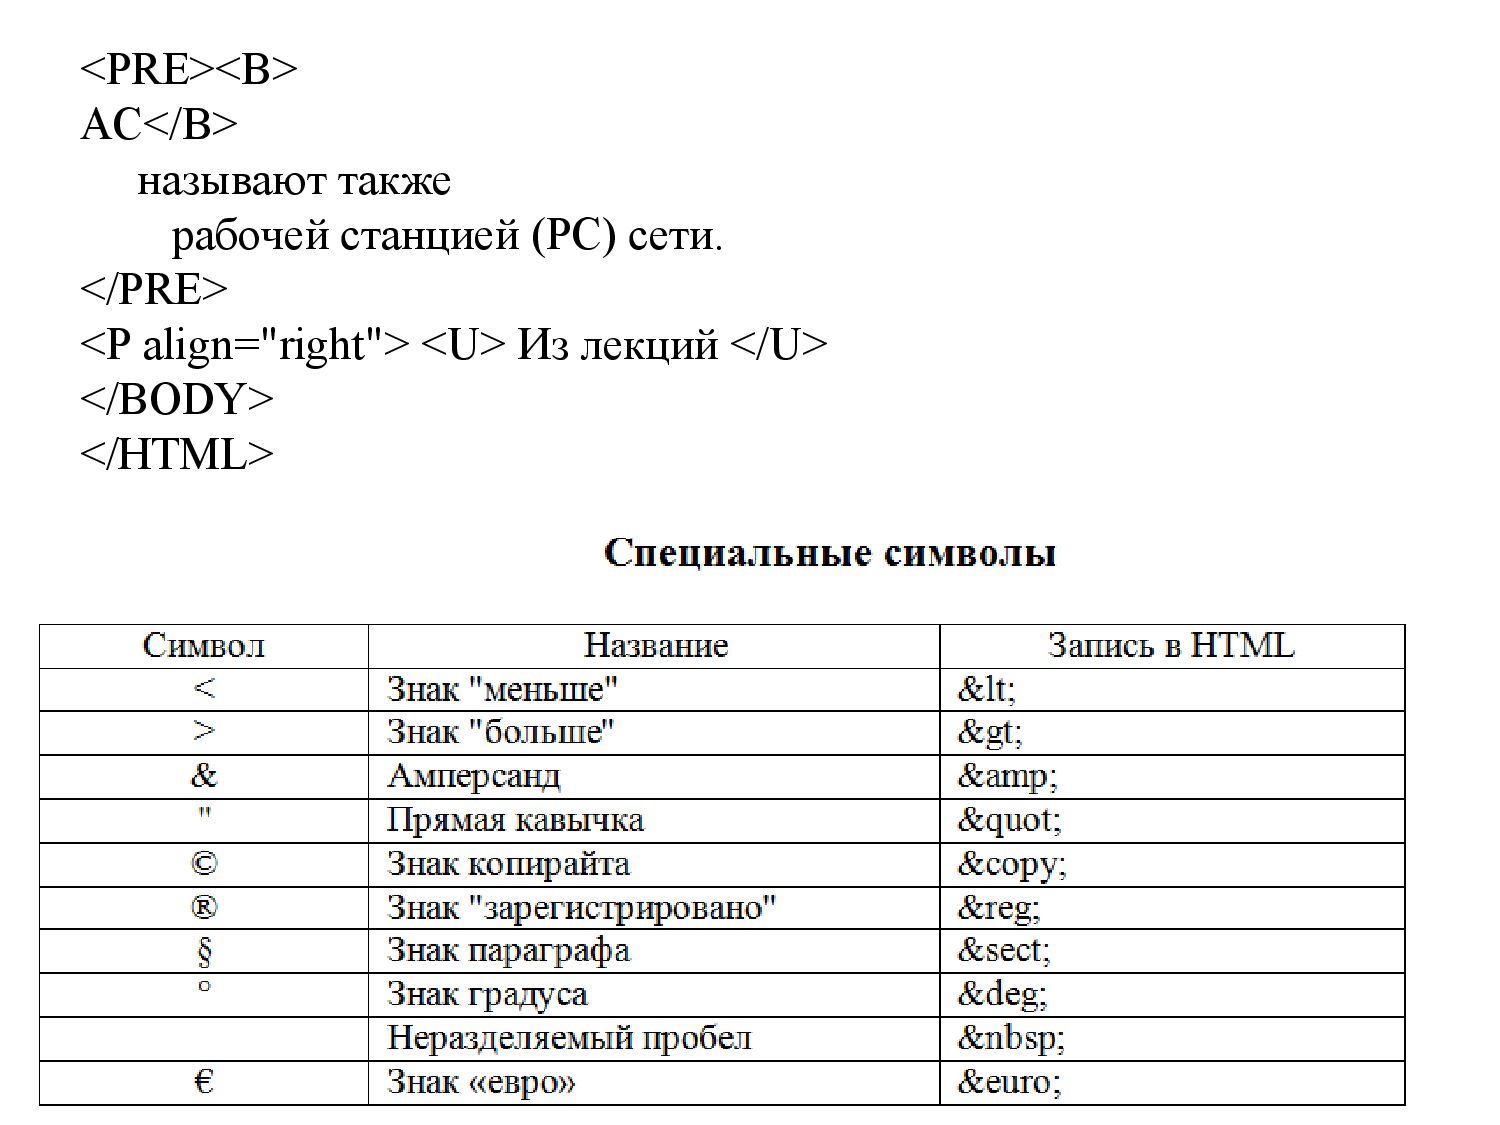 <PRE><B>
АС</B>
называют также
рабочей станцией (РС) сети.
</PRE>
<P align="right"> <U> Из лекций </U>
</BODY>
</HTML>
Специальные символы
Символ Название Запись в HTML
< Знак "меньше" &lt;
> Знак "больше" &gt;
& Амперсанд &amp;
" Прямая кавычка &quot;
© Знак копирайта &copy;
® Знак "зарегистрировано" &reg;
§ Знак параграфа &sect;
° Знак градуса &deg;
Неразделяемый пробел &nbsp;
€ Знак «евро» &euro;